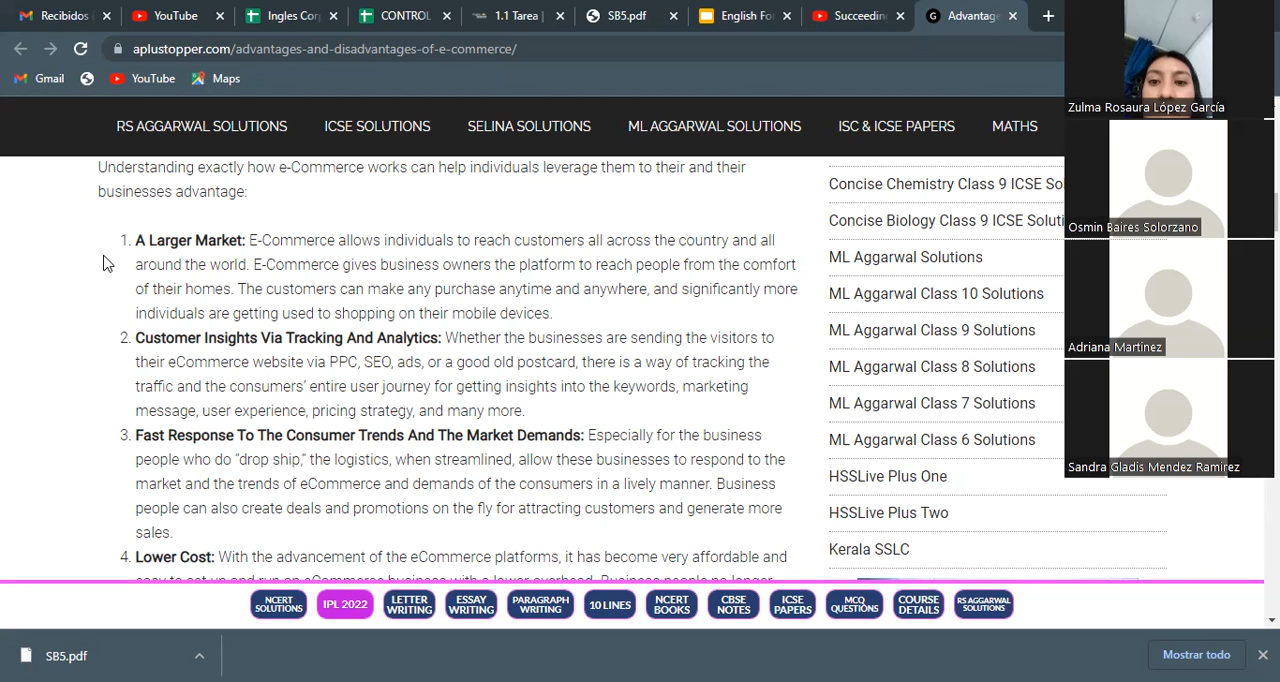 Recibidos
YouTube
Ingles Cor
CONTROL
1.1 Tarea
SB5.pdf
English Fo
Succeedin
Advantag
aplustopper.com/advantages-and-disadvantages-of-e-commerce/
Gmail
YouTube
Maps
RS AGGARWAL SOLUTIONS
ICSE SOLUTIONS
SELINA SOLUTIONS
ML AGGARWAL SOLUTIONS
ISC & ICSE PAPERS
MATHS
Understanding exactly how e-Commerce works can help individuals leverage them to their and their
businesses advantage:
1. A Larger Market: E-Commerce allows individuals to reach customers all across the country and all
around the world. E-Commerce gives business owners the platform to reach people from the comfort
of their homes. The customers can make any purchase anytime and anywhere, and significantly more
individuals are getting used to shopping on their mobile devices.
2. Customer Insights Via Tracking And Analytics: Whether the businesses are sending the visitors to
their eCommerce website via PPC, SEO, ads, or a good old postcard, there is a way of tracking the
traffic and the consumers' entire user journey for getting insights into the keywords, marketing
message, user experience, pricing strategy, and many more.
3. Fast Response To The Consumer Trends And The Market Demands: Especially for the business
people who do "drop ship," the logistics, when streamlined, allow these businesses to respond to the
market and the trends of eCommerce and demands of the consumers in a lively manner. Business
people can also create deals and promotions on the fly for attracting customers and generate more
sales.
4. Lower Cost: With the advancement of the eCommerce platforms, it has become very affordable and
easy to set up and run an eCommerce business with a lower overhead. Business people no longer
Concise Chemistry Class 9 ICSE So
Concise Biology Class 9 ICSE Soluti
ML Aggarwal Solutions
ML Aggarwal Class 10 Solutions
ML Aggarwal Class 9 Solutions
ML Aggarwal Class 8 Solutions
ML Aggarwal Class 7 Solutions
ML Aggarwal Class 6 Solutions
HSSLive Plus One
HSSLive Plus Two
Kerala SSLC
Zulma Rosaura López García
Osmin Baires Solorzano
Adriana Martinez
Sandra Gladis Mendez Ramirez
NCERT
SOLUTIONS
IPL 2022
LETTER
WRITING
ESSAY
WRITING
PARAGRAPH
WRITING
10 LINES
NCERT
BOOKS
CBSE
NOTES
ICSE
PAPERS
MCQ
QUESTIONS
COURSE
DETAILS
RS AGGARWAL
SOLUTIONS
SB5.pdf
Mostrar todo